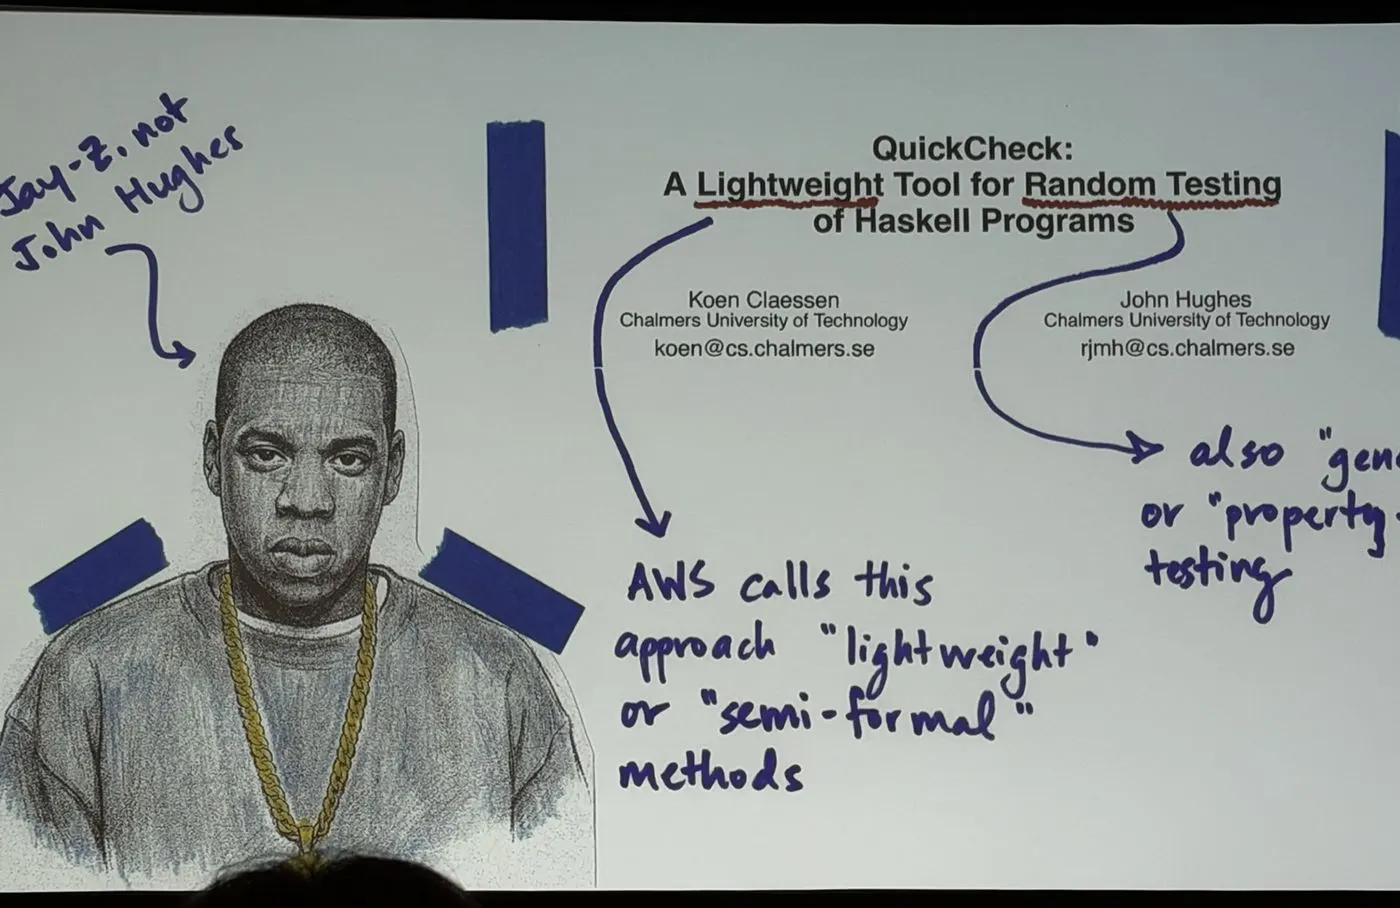 Jay-Z, not
John Hughes
QuickCheck:
A Lightweight Tool for Random Testing
of Haskell Programs
Koen Claessen
Chalmers University of Technology
koen@cs.chalmers.se
John Hughes
Chalmers University of Technology
rjmh@cs.chalmers.se
AWS calls this
approach "lightweight"
or "semi-formal"
methods
also "gen
or "property-
testing